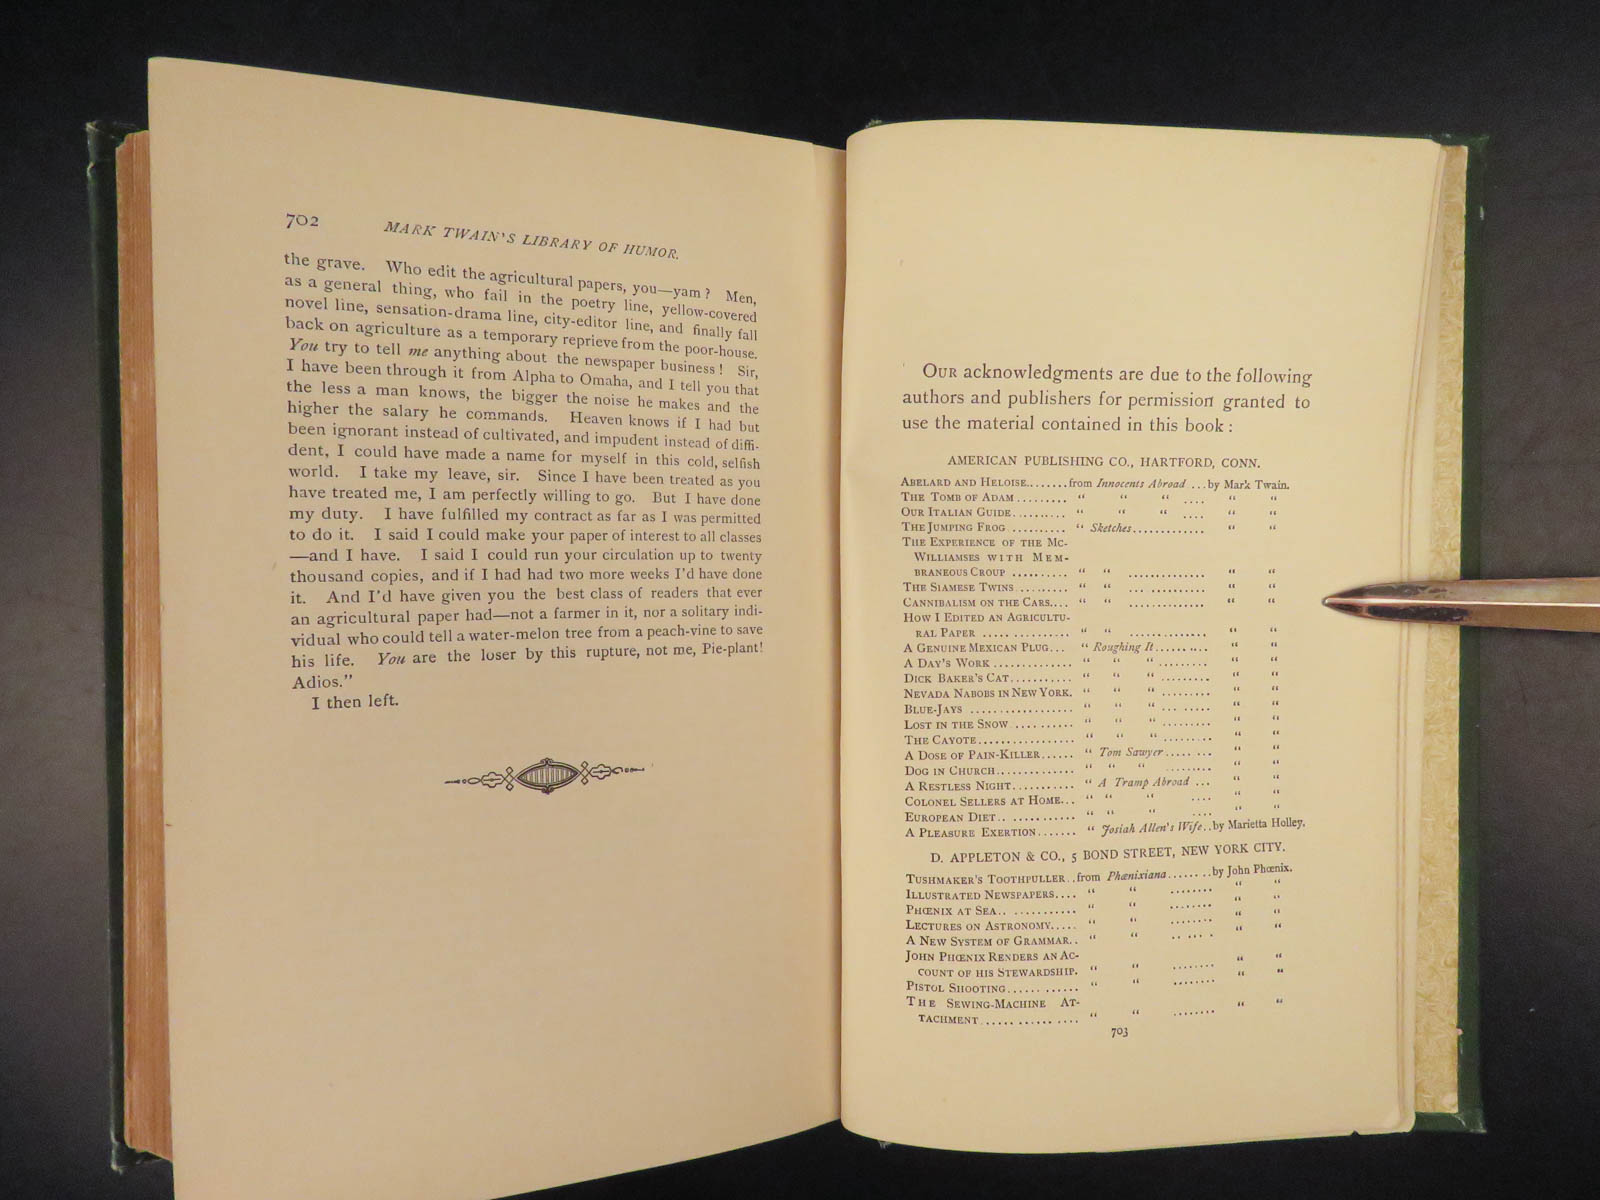 702 MARK TWAIN'S LIBRARY OF HUMOR.
the grave. Who edit the agricultural papers, you—yam? Men,
as a general thing, who fail in the poetry line, yellow-covered
novel line, sensation-drama line, city-editor line, and finally fall
back on agriculture as a temporary reprieve from the poor-house.
You try to tell me anything about the newspaper business! Sir,
I have been through it from Alpha to Omaha, and I tell you that
the less a man knows, the bigger the noise he makes and the
higher the salary he commands. Heaven knows if I had but
been ignorant instead of cultivated, and impudent instead of diffi-
dent, I could have made a name for myself in this cold, selfish
world. I take my leave, sir. Since I have been treated as you
have treated me, I am perfectly willing to go. But I have done
my duty. I have fulfilled my contract as far as I was permitted
to do it. I said I could make your paper of interest to all classes
—and I have. I said I could run your circulation up to twenty
thousand copies, and if I had had two more weeks I'd have done
it. And I'd have given you the best class of readers that ever
an agricultural paper had—not a farmer in it, nor a solitary indi-
vidual who could tell a water-melon tree from a peach-vine to save
his life. You are the loser by this rupture, not me, Pie-plant!
Adios."
I then left.
OUR acknowledgments are due to the following
authors and publishers for permission granted to
use the material contained in this book:
AMERICAN PUBLISHING CO., HARTFORD, CONN.
ABELARD AND HELOISE........from Innocents Abroad ...by Mark Twain.
THE TOMB OF ADAM ......... " " " .... " "
OUR ITALIAN GUIDE.......... " " " .... " "
THE JUMPING FROG .......... " Sketches............. " "
THE EXPERIENCE OF THE MC-
WILLIAMSES WITH MEM-
BRANEOUS CROUP .......... " " .............. " "
THE SIAMESE TWINS ......... " " ... .......... " "
CANNIBALISM ON THE CARS.... " " ............. " "
HOW I EDITED AN AGRICULTU-
RAL PAPER ............... " " .............. " "
A GENUINE MEXICAN PLUG... " Roughing It.......... " "
A DAY'S WORK .............. " " " ......... " "
DICK BAKER'S CAT........... " " " ......... " "
NEVADA NABOBS IN NEW YORK. " " " ......... " "
BLUE-JAYS .................. " " " ... ..... " "
LOST IN THE SNOW .......... " " " ......... " "
THE CAYOTE................. " " " ......... " "
A DOSE OF PAIN-KILLER...... " Tom Sawyer........ " "
DOG IN CHURCH.............. " " " ......... " "
A RESTLESS NIGHT........... " A Tramp Abroad ... " "
COLONEL SELLERS AT HOME... " " " .... " "
EUROPEAN DIET.. ........... " " " .... " "
A PLEASURE EXERTION....... " Josiah Allen's Wife..by Marietta Holley.
D. APPLETON & CO., 5 BOND STREET, NEW YORK CITY.
TUSHMAKER'S TOOTHPULLER..from Phœnixiana........by John Phœnix.
ILLUSTRATED NEWSPAPERS.... " " ........ " "
PHŒNIX AT SEA.. ........... " " ........ " "
LECTURES ON ASTRONOMY..... " " ........ " "
A NEW SYSTEM OF GRAMMAR.. " " ........ " "
JOHN PHŒNIX RENDERS AN AC-
COUNT OF HIS STEWARDSHIP. " " ........ " "
PISTOL SHOOTING............ " " ........ " "
THE SEWING-MACHINE AT-
TACHMENT ................ " " ........ " "
703